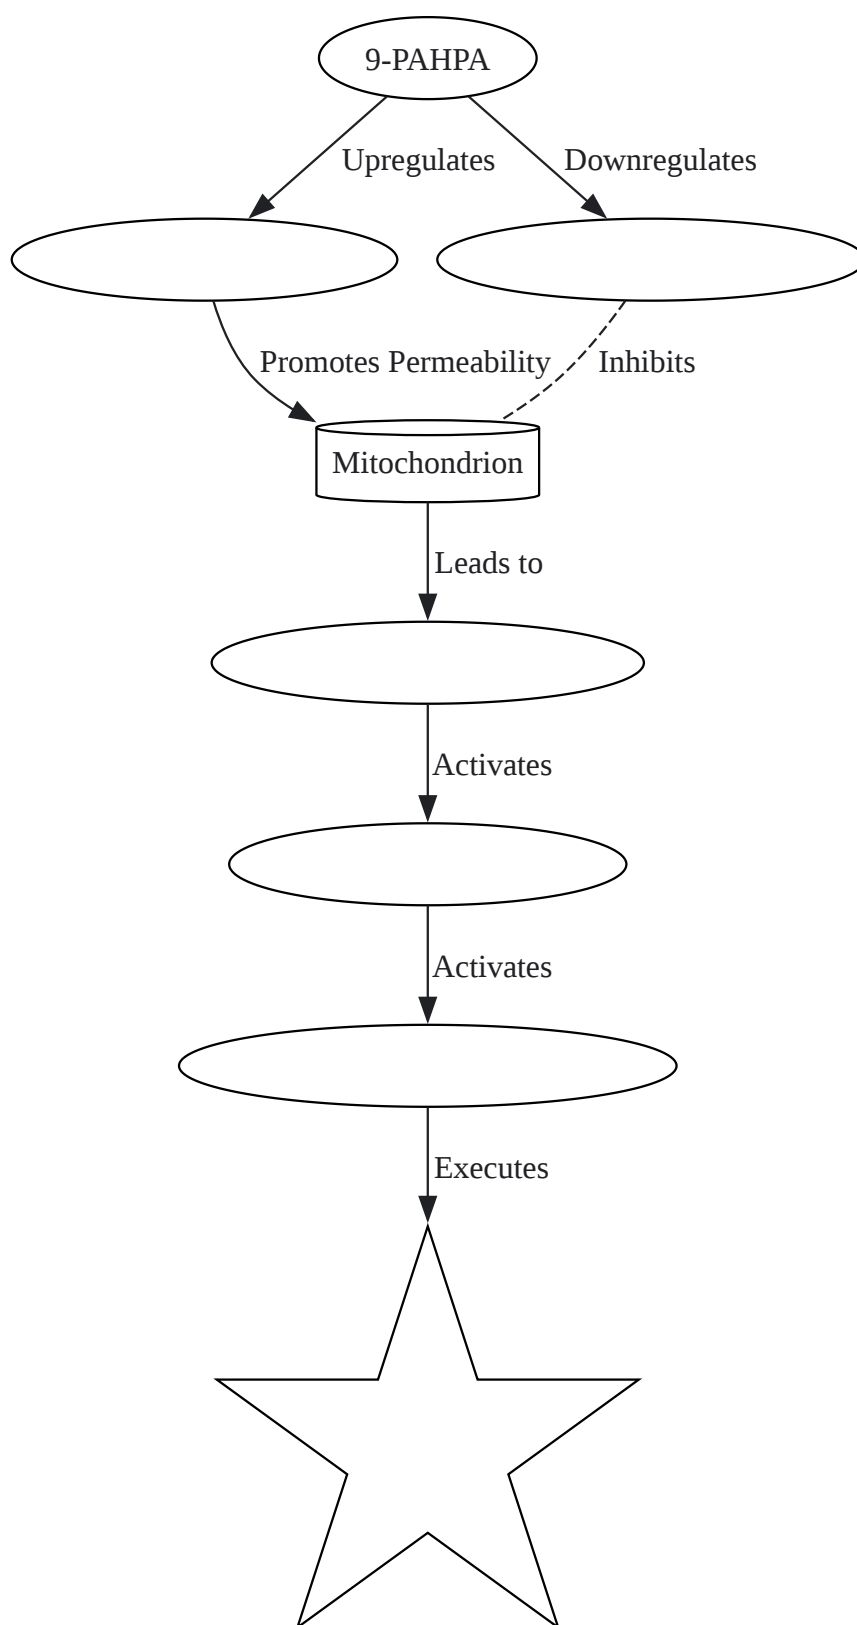 9-PAHPA
Upregulates
Downregulates
Promotes Permeability
Inhibits
Mitochondrion
Leads to
Activates
Activates
Executes